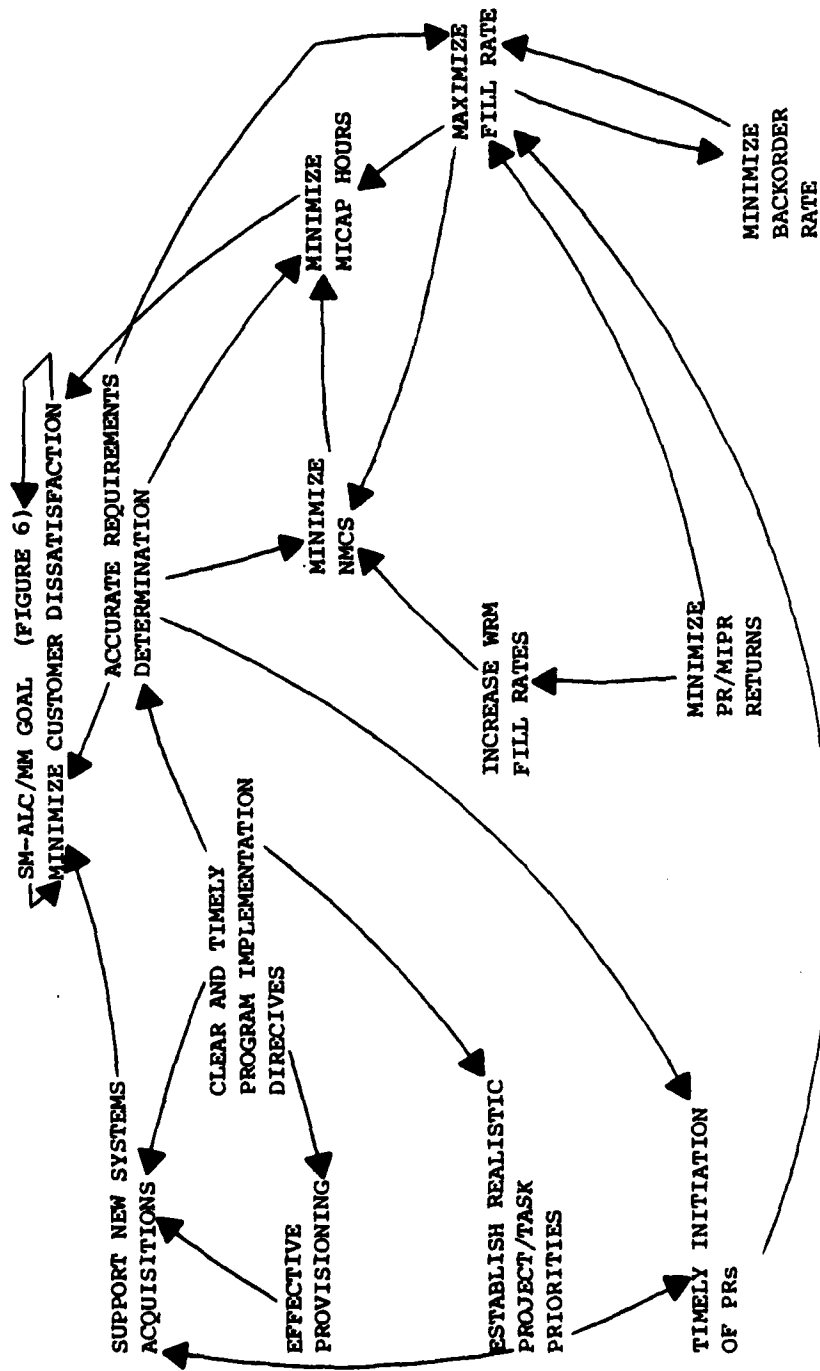 SM-ALC/MM GOAL (FIGURE 6)
MINIMIZE CUSTOMER DISSATISFACTION
SUPPORT NEW SYSTEMS
ACQUISITIONS
ACCURATE REQUIREMENTS
DETERMINATION
CLEAR AND TIMELY
PROGRAM IMPLEMENTATION
DIRECIVES
EFFECTIVE
PROVISIONING
MINIMIZE
NMCS
MINIMIZE
MICAP HOURS
MAXIMIZE
FILL RATE
ESTABLISH REALISTIC
PROJECT/TASK
PRIORITIES
INCREASE WRM
FILL RATES
TIMELY INITIATION
OF PRs
MINIMIZE
PR/MIPR
RETURNS
MINIMIZE
BACKORDER
RATE